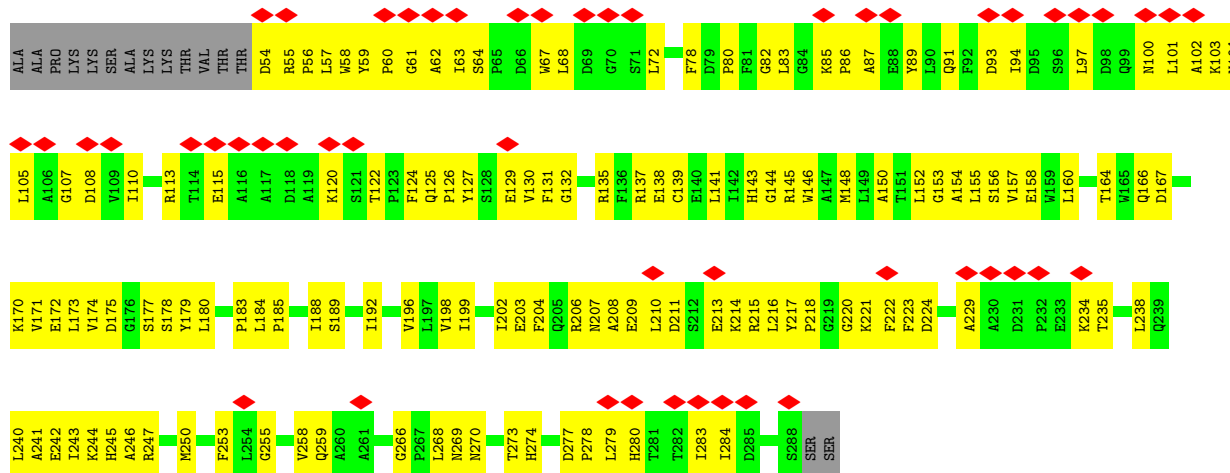 ALA ALA PRO LYS LYS SER ALA LYS LYS THR VAL THR THR D54 R55 P56 L57 W58 Y59 P60 G61 A62 I63 S64 P65 D66 W67 L68 D69 G70 S71 L72 F78 D79 P80 F81 G82 L83 G84 K85 P86 A87 E88 Y89 L90 Q91 F92 D93 I94 D95 S96 L97 D98 Q99 N100 L101 A102 K103
L105 A106 G107 D108 V109 I110 R113 T114 E115 A116 A117 D118 A119 K120 S121 T122 P123 F124 Q125 P126 Y127 S128 E129 V130 F131 G132 R135 F136 R137 E138 C139 E140 L141 I142 H143 G144 R145 W146 A147 M148 L149 A150 T151 L152 G153 A154 L155 S156 V157 E158 W159 L160 T164 W165 Q166 D167
K170 V171 E172 L173 V174 D175 G176 S177 S178 Y179 L180 P183 L184 P185 I188 S189 I192 V196 L197 V198 I199 I202 E203 F204 Q205 R206 N207 A208 E209 L210 D211 S212 E213 K214 R215 L216 Y217 P218 G219 G220 K221 F222 F223 D224 A229 A230 D231 P232 E233 K234 T235 L238 Q239
L240 A241 E242 I243 K244 H245 A246 R247 M250 F253 L254 G255 V258 Q259 A260 A261 G266 P267 L268 N269 N270 T273 H274 D277 P278 L279 H280 T281 T282 I283 I284 D285 S288 SER SER